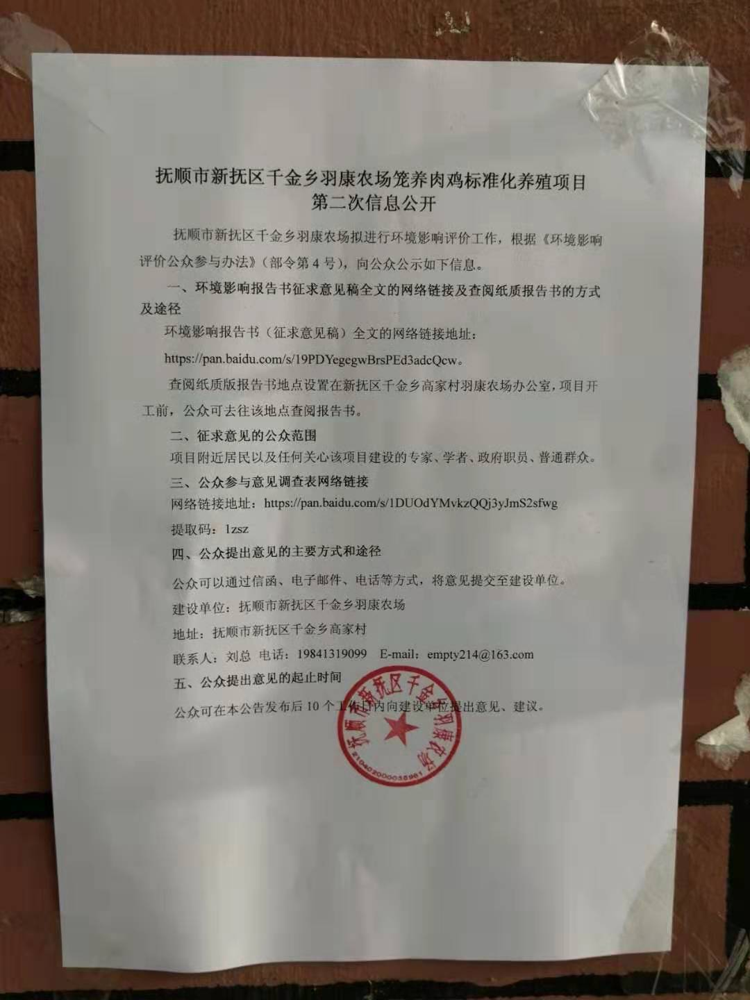 抚顺市新抚区千金乡羽康农场笼养肉鸡标准化养殖项目
第二次信息公开
抚顺市新抚区千金乡羽康农场拟进行环境影响评价工作，根据《环境影响
评价公众参与办法》（部令第 4 号），向公众公示如下信息。
一、环境影响报告书征求意见稿全文的网络链接及查阅纸质报告书的方式
及途径
环境影响报告书（征求意见稿）全文的网络链接地址：
https://pan.baidu.com/s/19PDYegegwBrsPEd3adcQcw。
查阅纸质版报告书地点设置在新抚区千金乡高家村羽康农场办公室，项目开
工前，公众可去往该地点查阅报告书。
二、征求意见的公众范围
项目附近居民以及任何关心该项目建设的专家、学者、政府职员、普通群众。
三、公众参与意见调查表网络链接
网络链接地址：https://pan.baidu.com/s/1DUOdYMvkzQQj3yJmS2sfwg
提取码：1zsz
四、公众提出意见的主要方式和途径
公众可以通过信函、电子邮件、电话等方式，将意见提交至建设单位。
建设单位：抚顺市新抚区千金乡羽康农场
地址：抚顺市新抚区千金乡高家村
联系人：刘总 电话：19841319099 E-mail：empty214@163.com
五、公众提出意见的起止时间
公众可在本公告发布后 10 个工作日内向建设单位提出意见、建议。
抚顺市新抚区千金乡羽康农场